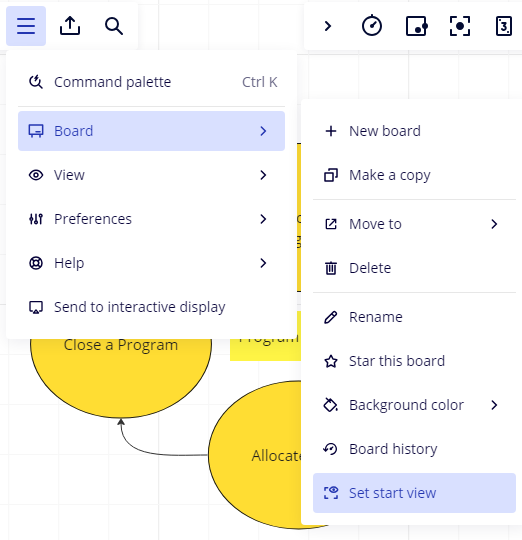 3
Command palette Ctrl K
Board
View
Preferences
Help
Send to interactive display
New board
Make a copy
Move to
Delete
Rename
Star this board
Background color
Board history
Set start view
Close a Program
Program
Allocate